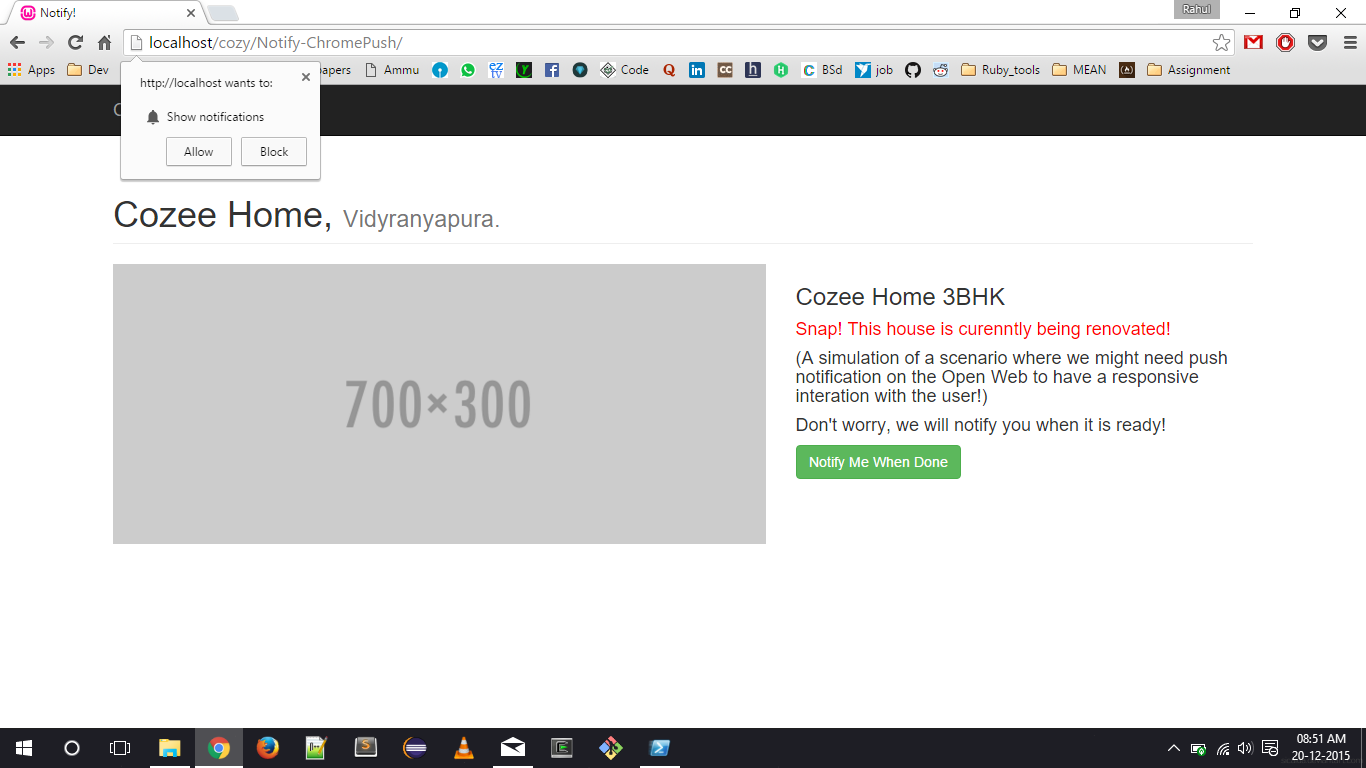 Notify!
Rahul
localhost/cozy/Notify-ChromePush/
Apps Dev papers Ammu Code BSd job Ruby_tools MEAN Assignment
http://localhost wants to:
Show notifications
Allow Block
Cozee Home, Vidyranyapura.
700×300
Cozee Home 3BHK
Snap! This house is curenntly being renovated!
(A simulation of a scenario where we might need push
notification on the Open Web to have a responsive
interation with the user!)
Don't worry, we will notify you when it is ready!
Notify Me When Done
08:51 AM
20-12-2015